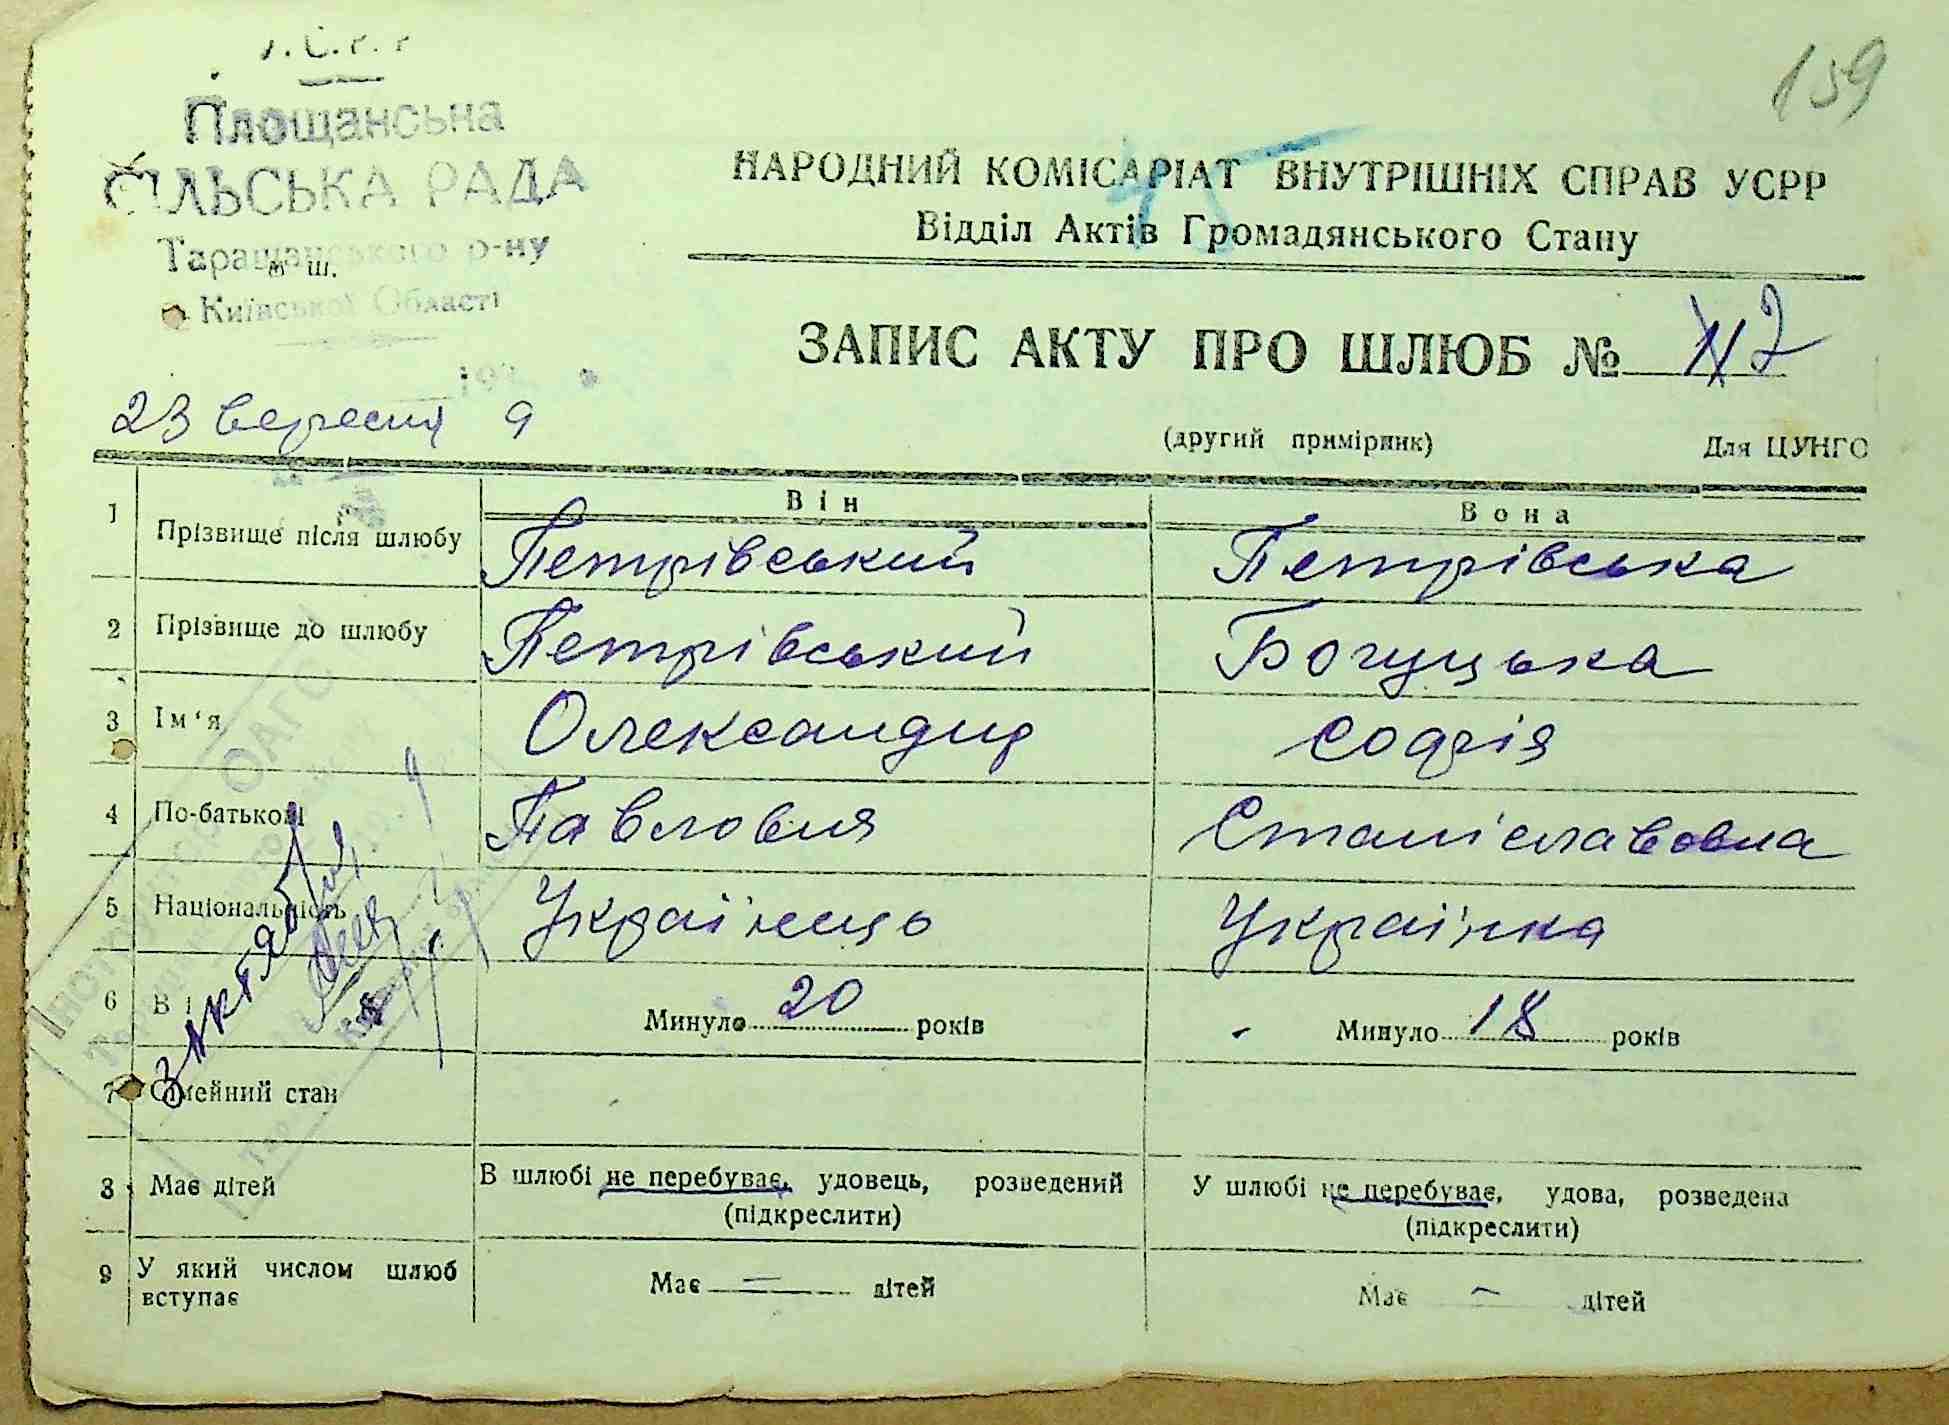 159
У.С.Р.Р
Площанська
СІЛЬСЬКА РАДА
Таращанського р-ну
м ш.
Київської Області
НАРОДНИЙ КОМІСАРІАТ ВНУТРІШНІХ СПРАВ УСРР
Відділ Актів Громадянського Стану
ЗАПИС АКТУ ПРО ШЛЮБ № 2
23 вересня 9
(другий примірник) Для ЦУНГО
Він Вона
1 Прізвище після шлюбу Петрівський Петрівська
2 Прізвище до шлюбу Петрівський Богуцька
3 Ім'я Олександр Софія
4 По-батькові Павловия Станіславовна
5 Національність Українець Українка
6 В і Минуло 20 років Минуло 18 років
7 Сімейний стан
8 Має дітей В шлюбі не перебуває, удовець, розведений У шлюбі не перебуває, удова, розведена
(підкреслити) (підкреслити)
9 У який числом шлюб вступає Має = дітей Має – дітей
ОАГС